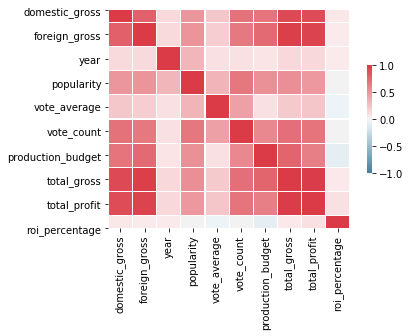 domestic_gross
foreign_gross
year
popularity
vote_average
vote_count
production_budget
total_gross
total_profit
roi_percentage
1.0
0.5
0.0
−0.5
−1.0
domestic_gross
foreign_gross
year
popularity
vote_average
vote_count
production_budget
total_gross
total_profit
roi_percentage